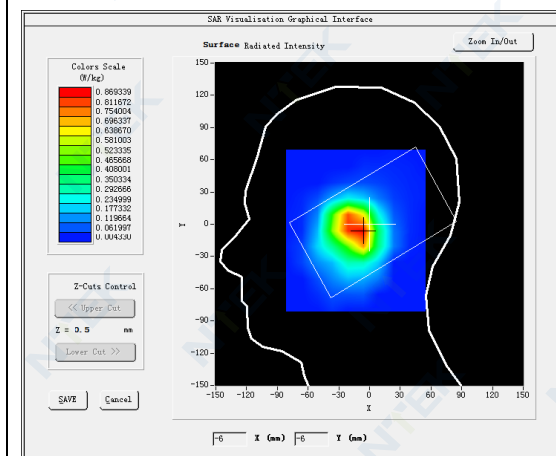 SAR Visualisation Graphical Interface
Surface Radiated Intensity
Zoom In/Out
Colors Scale
(W/kg)
0.869339
0.811672
0.754004
0.696337
0.638670
0.581003
0.523335
0.465668
0.408001
0.350334
0.292666
0.234999
0.177332
0.119664
0.061997
0.004330
Z-Cuts Control
<< Upper Cut
Z = 0.5 mm
Lower Cut >>
SAVE Cancel
150
120
90
60
30
0
-30
-60
-90
-120
-150
Y
-150 -120 -90 -60 -30 0 30 60 90 120 150
X
-6 X (mm) -6 Y (mm)
NTEK